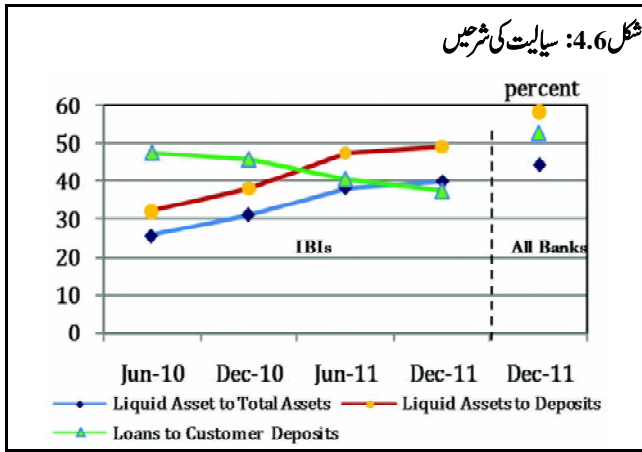 شکل 4.6: سیالیت کی شرحیں
percent
60
50
40
30
20
10
0
IBIs
All Banks
Jun-10 Dec-10 Jun-11 Dec-11 Dec-11
Liquid Asset to Total Assets Liquid Assets to Deposits
Loans to Customer Deposits